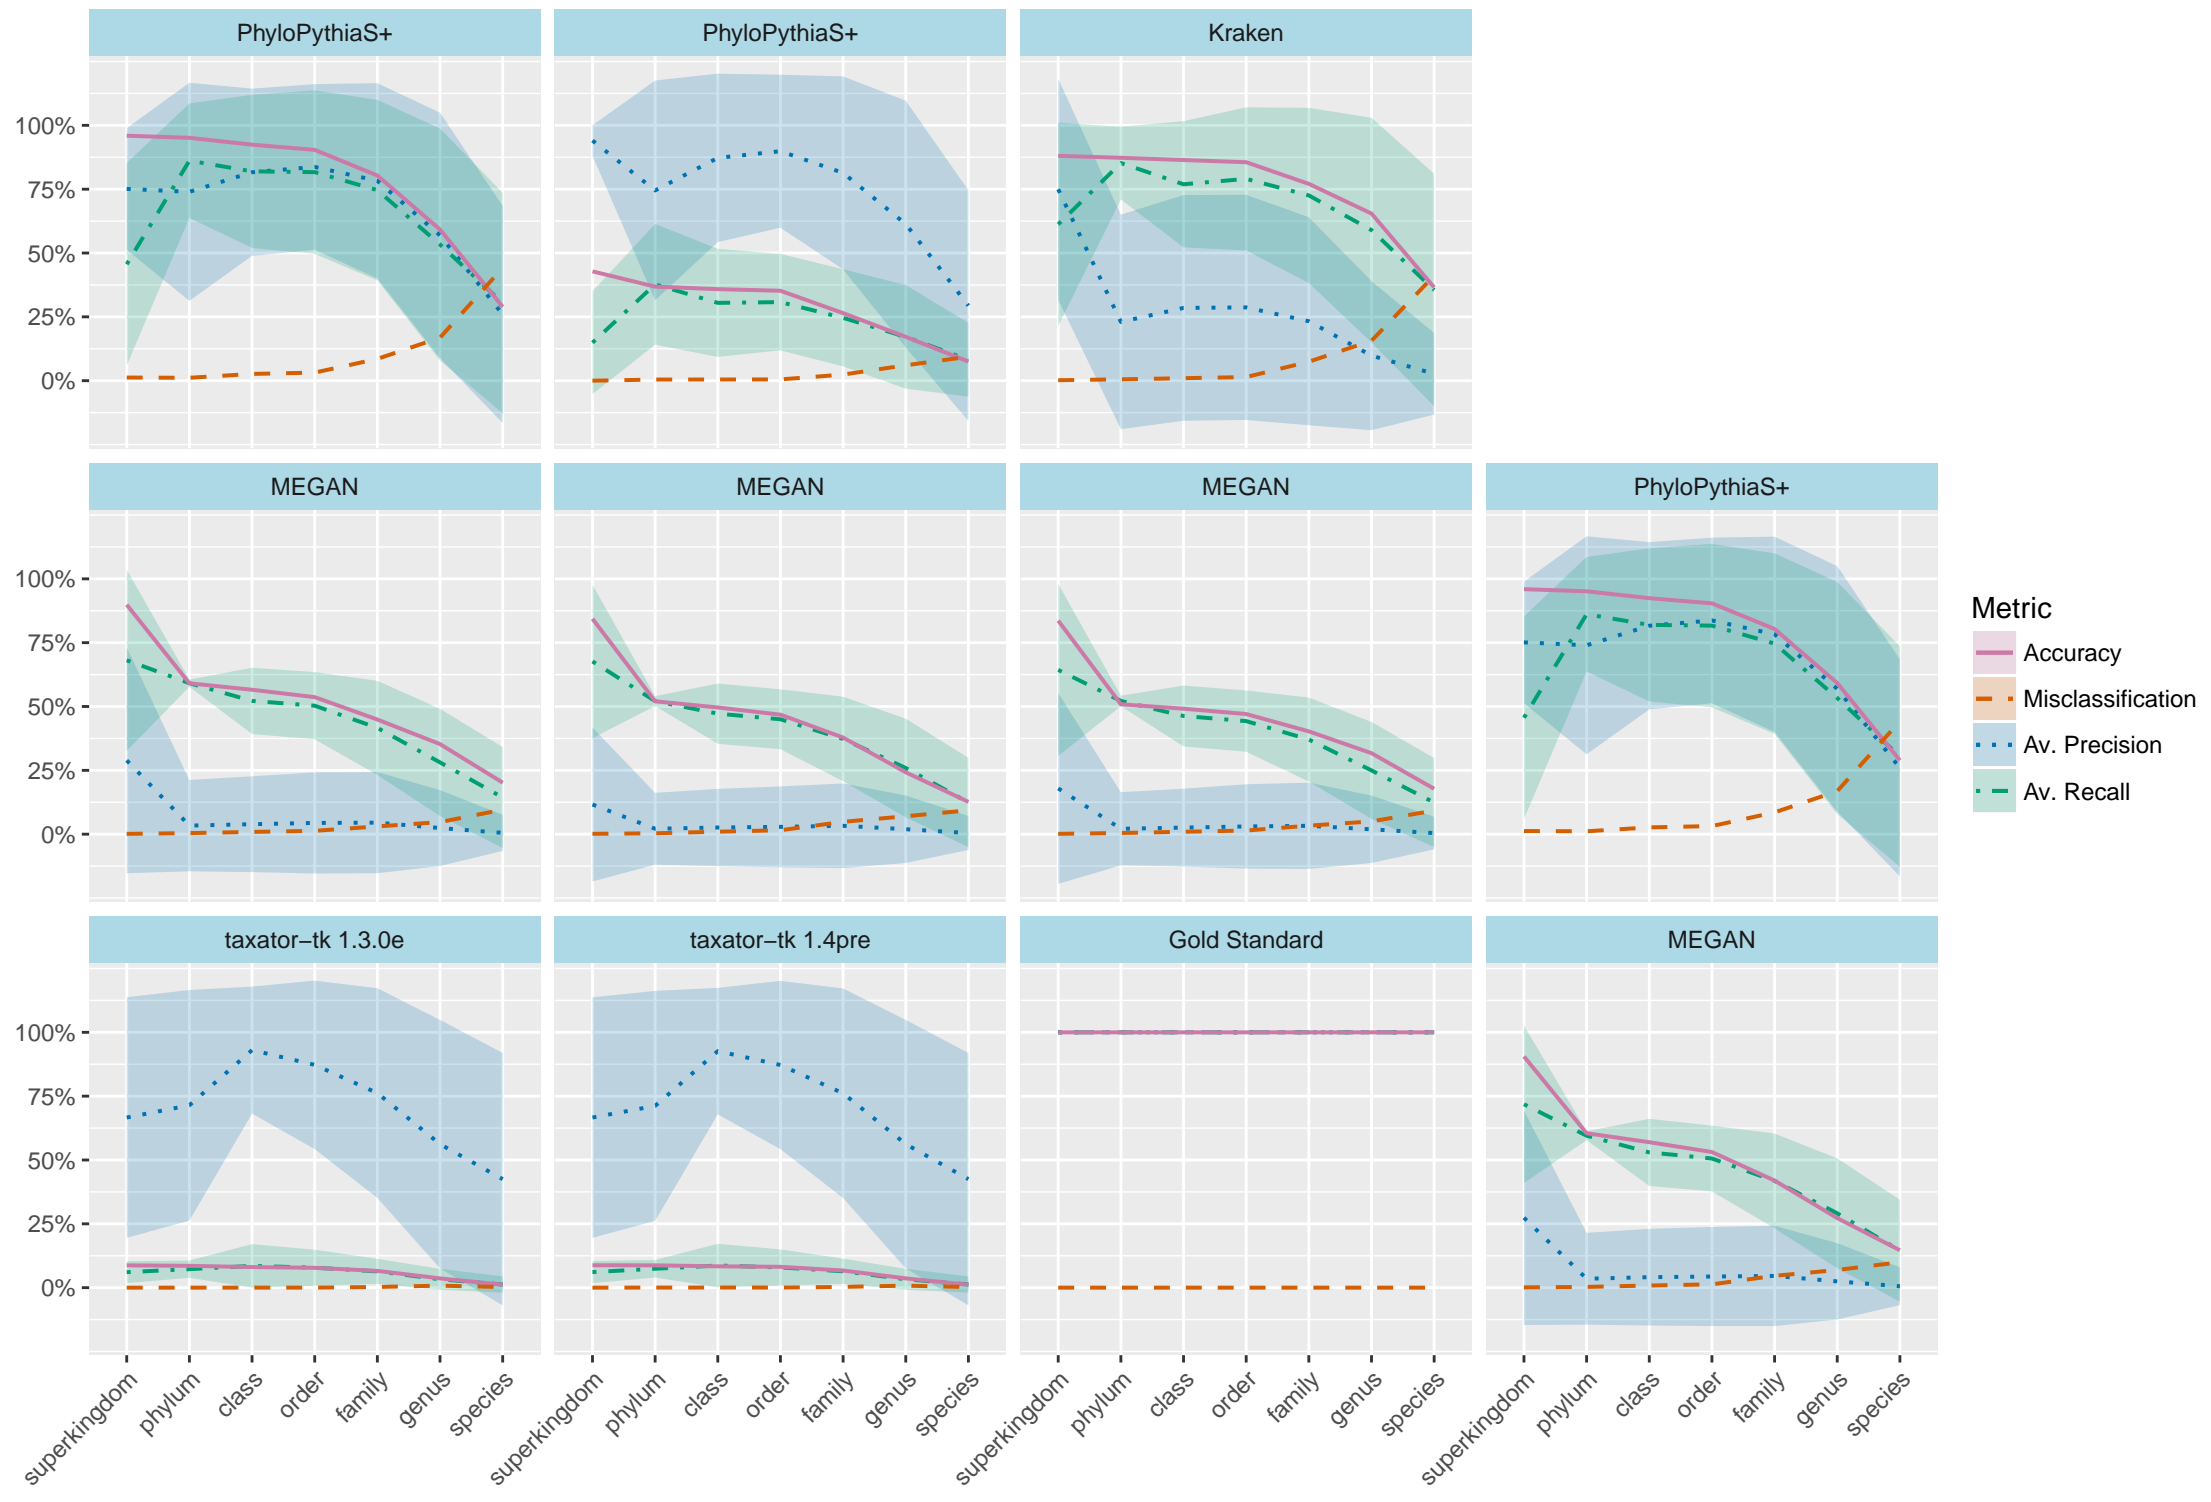 PhyloPythiaS+ PhyloPythiaS+ Kraken
100%
75%
50%
25%
0%
MEGAN MEGAN MEGAN PhyloPythiaS+
100%
75%
50%
25%
0%
Metric
Accuracy
Misclassification
Av. Precision
Av. Recall
taxator−tk 1.3.0e taxator−tk 1.4pre Gold Standard MEGAN
100%
75%
50%
25%
0%
superkingdom phylum class order family genus species superkingdom phylum class order family genus species superkingdom phylum class order family genus species superkingdom phylum class order family genus species